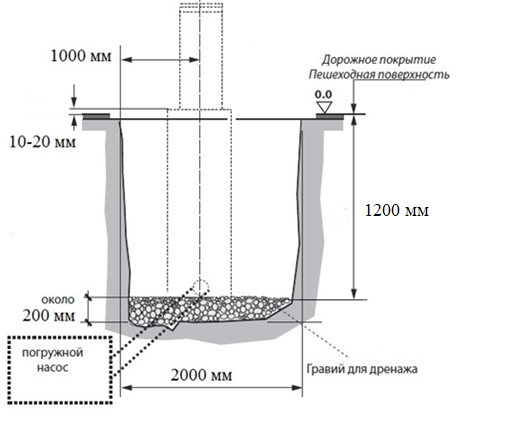 1000 мм
Дорожное покрытие
Пешеходная поверхность
0.0
10-20 мм
1200 мм
около
200 мм
погружной
насос
2000 мм
Гравий для дренажа